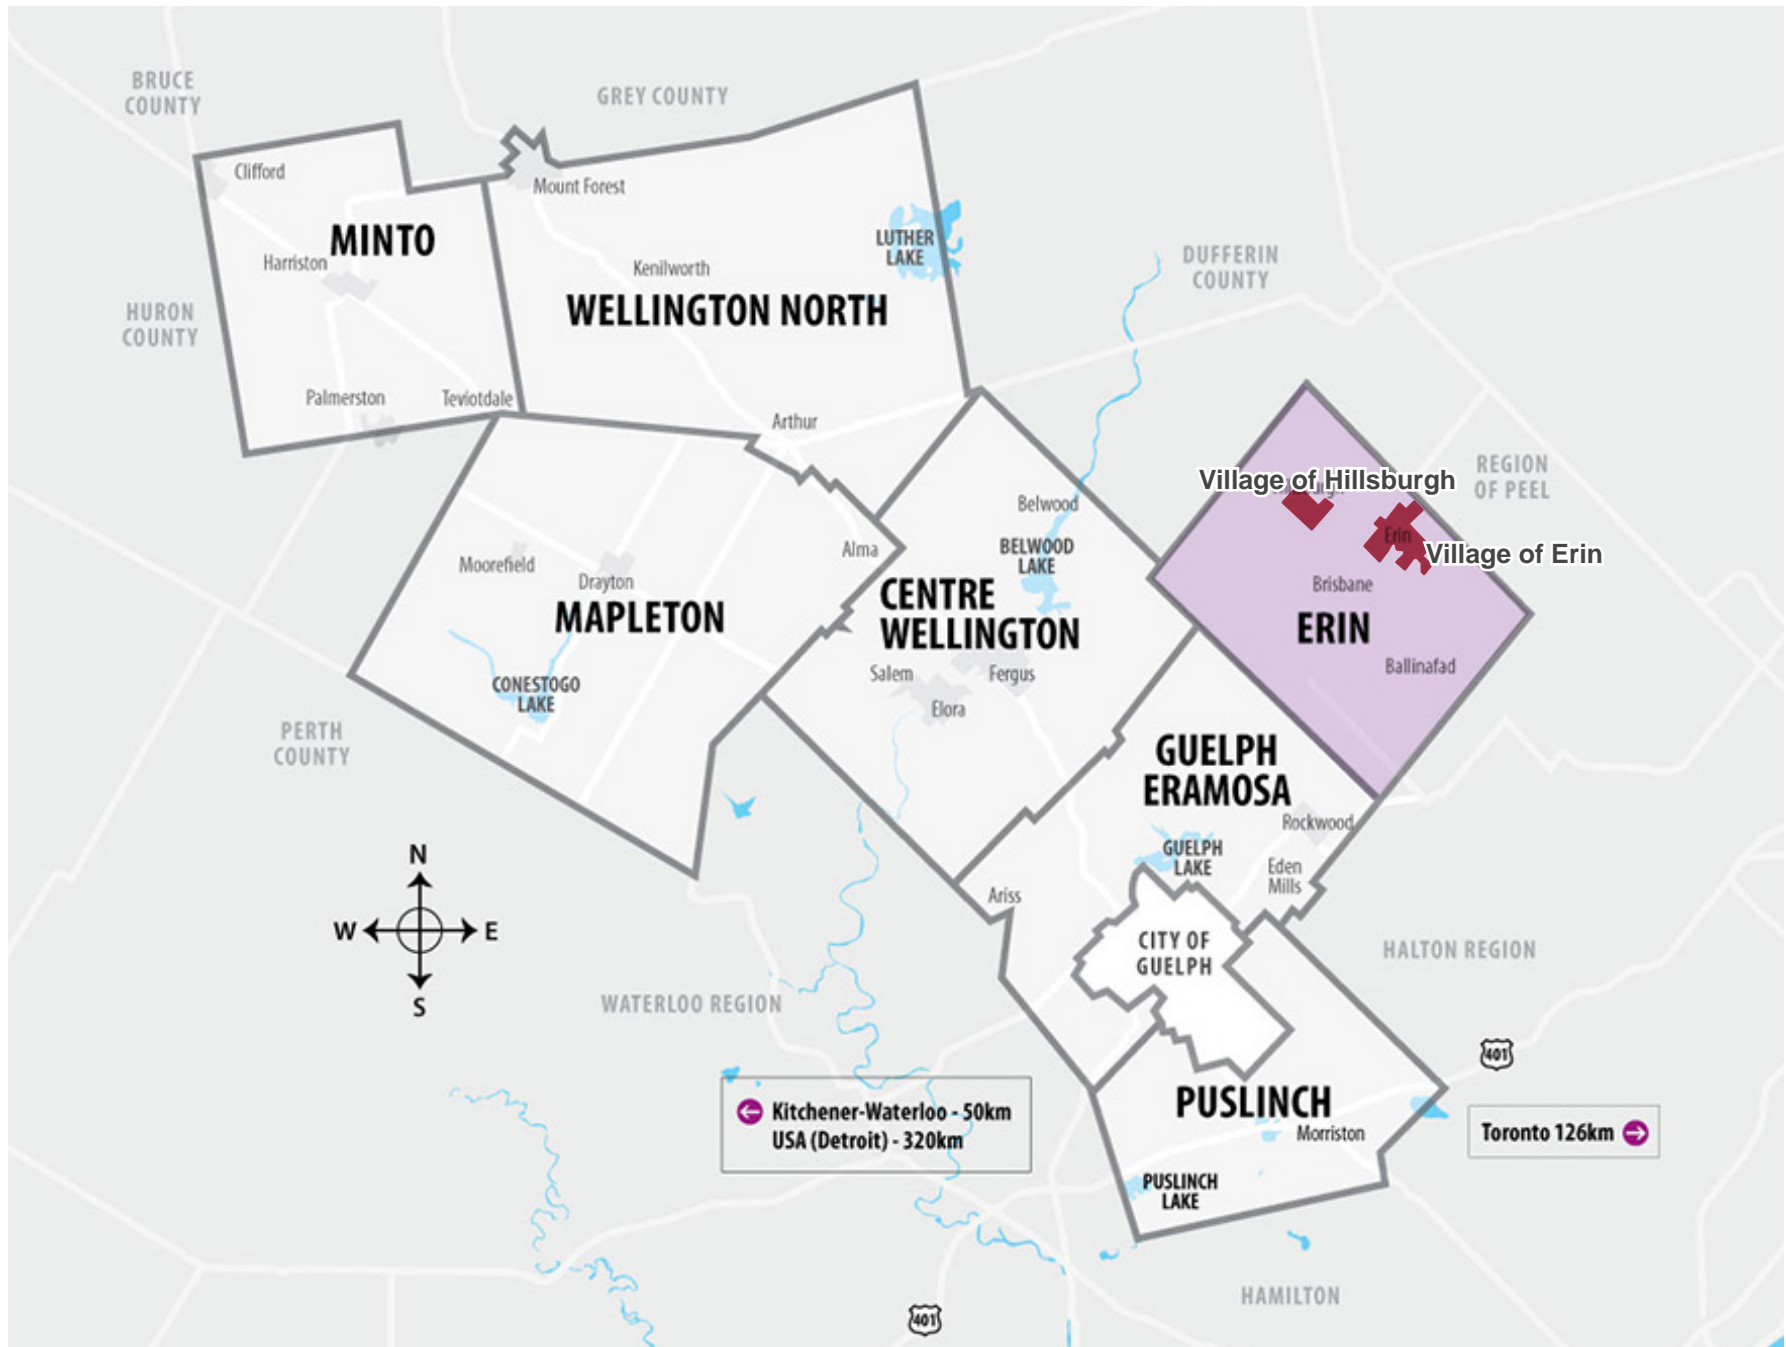 BRUCE
COUNTY
GREY COUNTY
Clifford
Mount Forest
MINTO
Harriston
LUTHER
LAKE
Kenilworth
DUFFERIN
COUNTY
WELLINGTON NORTH
HURON
COUNTY
Palmerston
Teviotdale
Arthur
REGION
OF PEEL
Village of Hillsburgh
Belwood
Erin
Village of Erin
Alma
BELWOOD
LAKE
Moorefield
Drayton
Brisbane
MAPLETON
CENTRE
WELLINGTON
ERIN
Ballinafad
Salem
Fergus
CONESTOGO
LAKE
Elora
PERTH
COUNTY
GUELPH
ERAMOSA
Rockwood
GUELPH
LAKE
Eden
Mills
Ariss
N
W
E
S
CITY OF
GUELPH
HALTON REGION
WATERLOO REGION
401
Kitchener-Waterloo - 50km
USA (Detroit) - 320km
PUSLINCH
Morriston
Toronto 126km
PUSLINCH
LAKE
HAMILTON
401